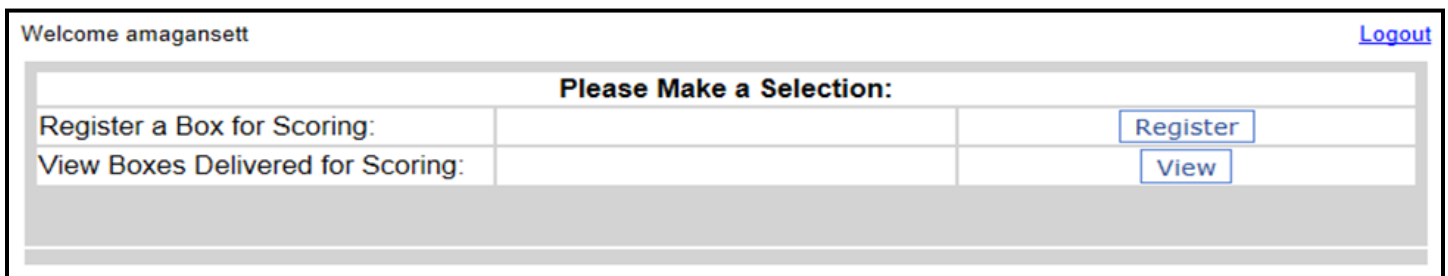 Welcome amagansett Logout
Please Make a Selection:
Register a Box for Scoring: Register
View Boxes Delivered for Scoring: View